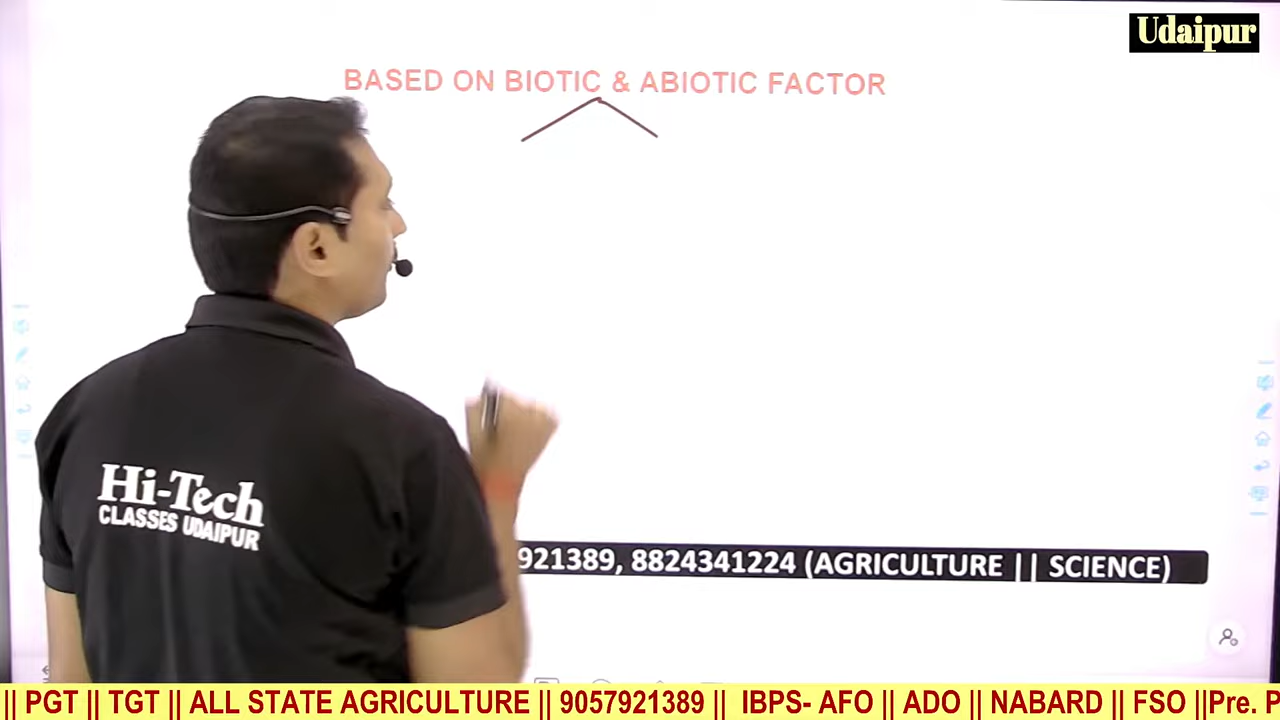 Udaipur
BASED ON BIOTIC & ABIOTIC FACTOR
Hi-Tech
CLASSES UDAIPUR
921389, 8824341224 (AGRICULTURE || SCIENCE)
|| PGT || TGT || ALL STATE AGRICULTURE || 9057921389 || IBPS- AFO || ADO || NABARD || FSO ||Pre. P